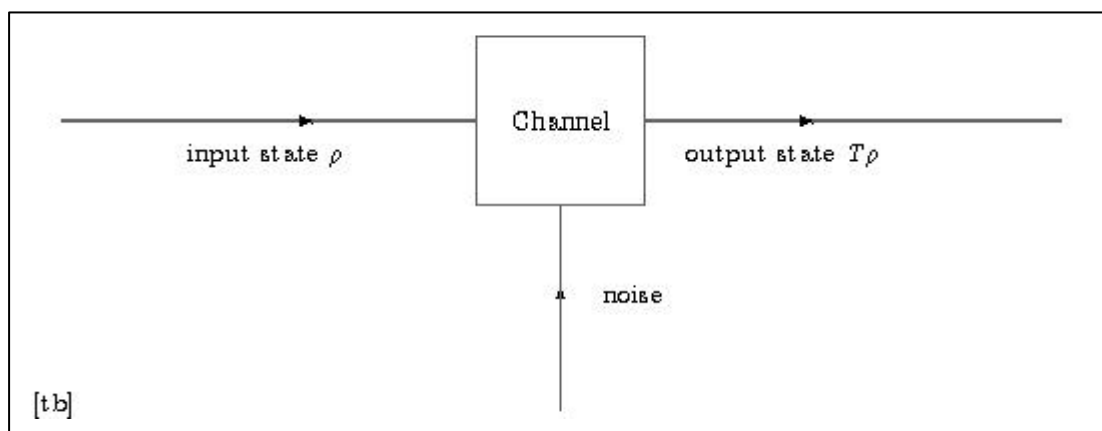 Channel
input state ρ
output state Tρ
noise
[tb]